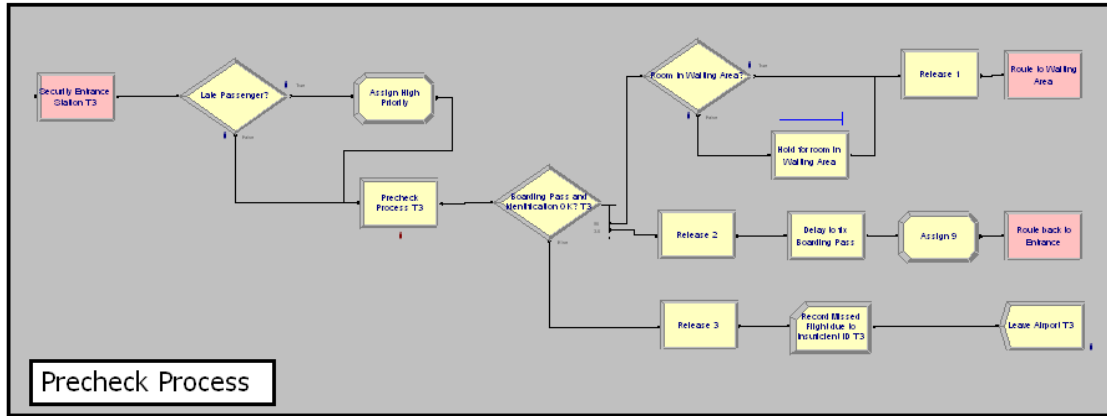 Security Entrance
Station T3
Late Passenger?
True
False
Assign High
Priority
Precheck
Process T3
Boarding Pass and
Identification OK? T3
False
Room in Waiting Area?
True
False
Hold for room in
Waiting Area
Release 1
Route to Waiting
Area
Release 2
Delay to fix
Boarding Pass
Assign 9
Route back to
Entrance
Release 3
Record Missed
Flight due to
Insufficient ID T3
Leave Airport T3
Precheck Process